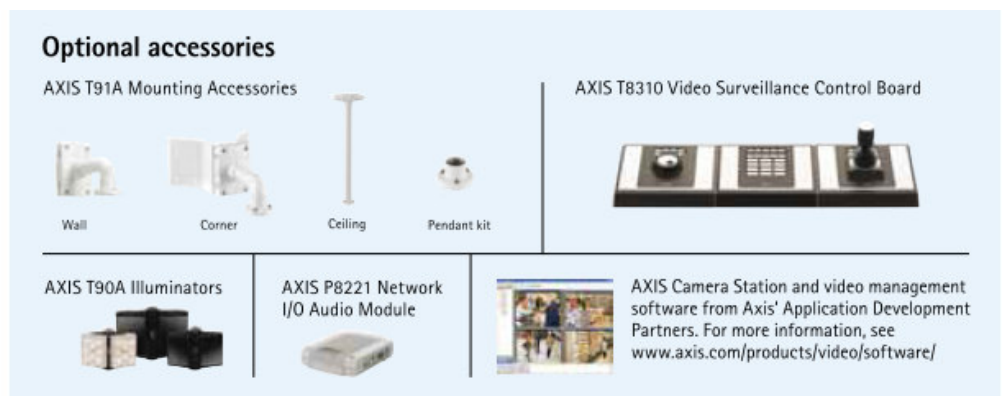 Optional accessories
AXIS T91A Mounting Accessories
Wall
Corner
Ceiling
Pendant kit
AXIS T8310 Video Surveillance Control Board
AXIS T90A Illuminators
AXIS P8221 Network
I/O Audio Module
AXIS Camera Station and video management
software from Axis' Application Development
Partners. For more information, see
www.axis.com/products/video/software/